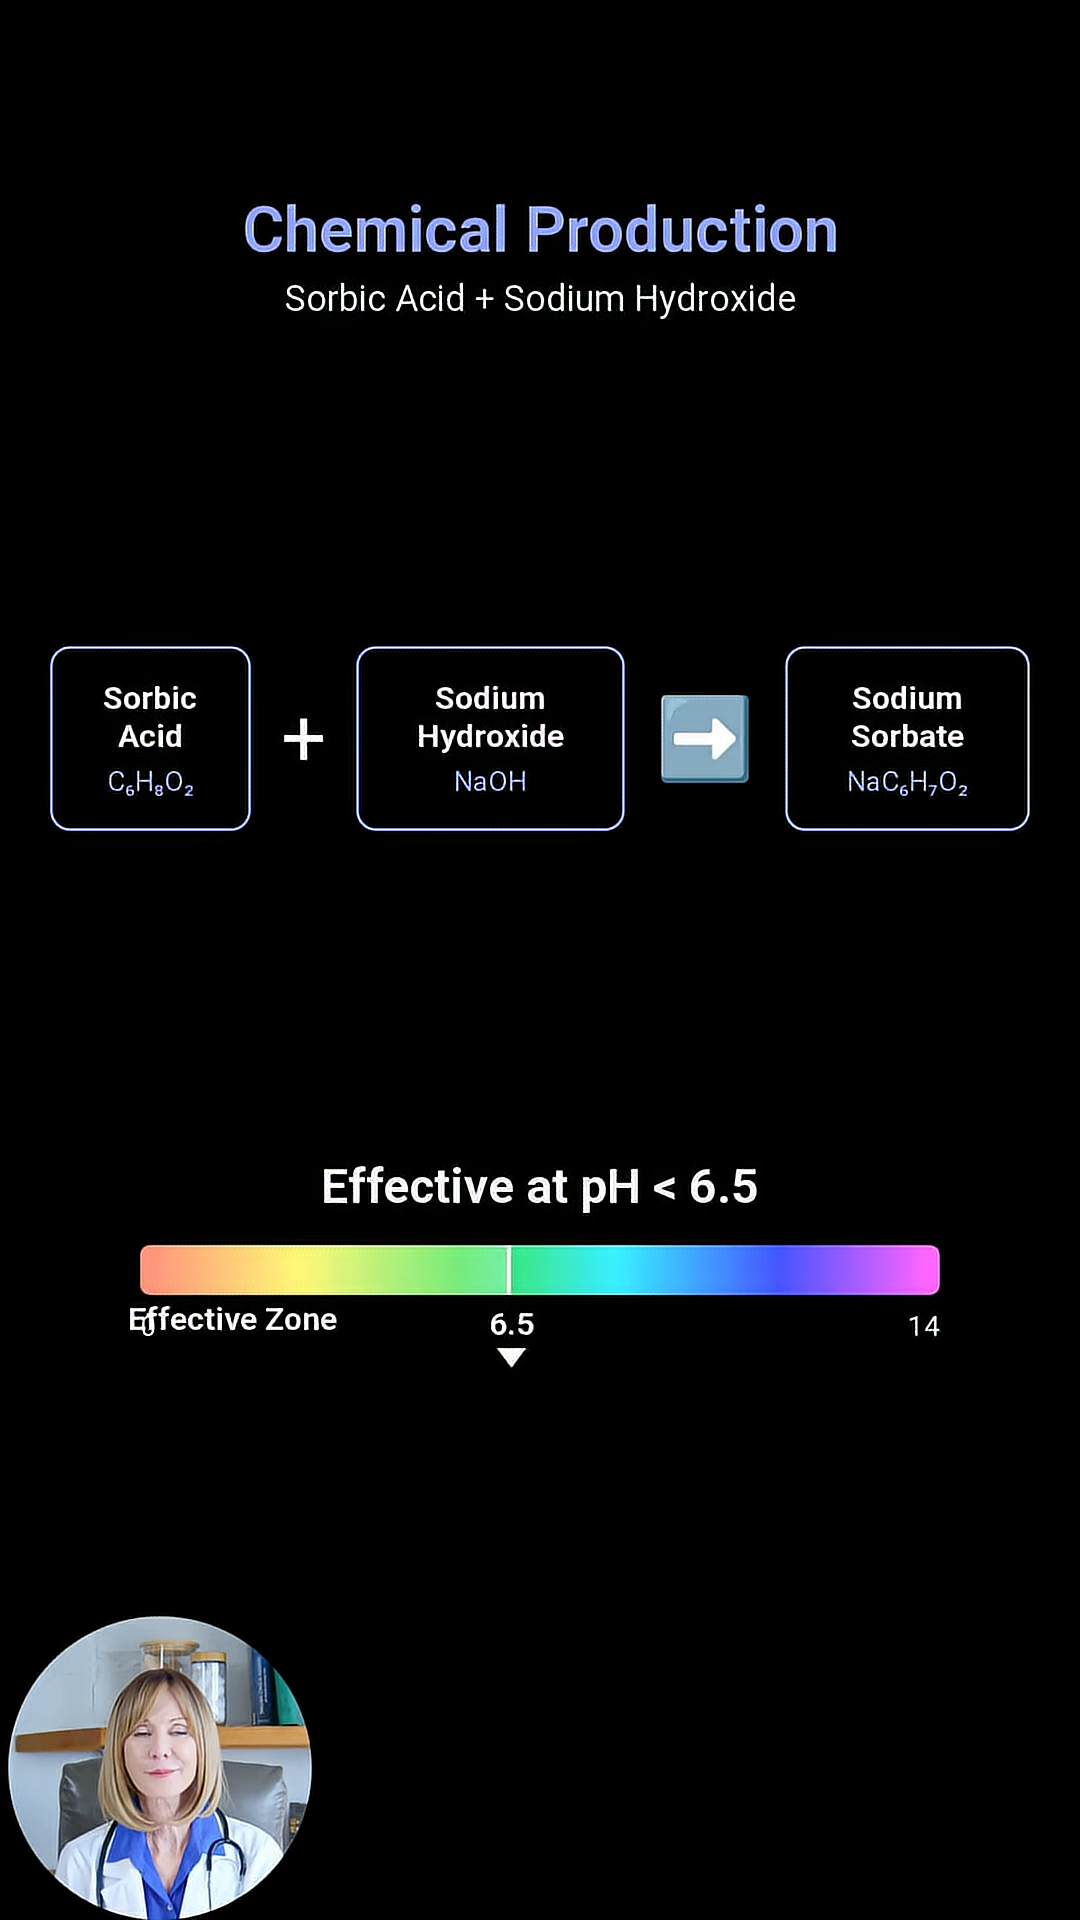 Chemical Production
Sorbic Acid + Sodium Hydroxide
Sorbic
Acid
C₆H₈O₂
+
Sodium
Hydroxide
NaOH
➡
Sodium
Sorbate
NaC₆H₇O₂
Effective at pH < 6.5
Effective Zone
0
6.5
14